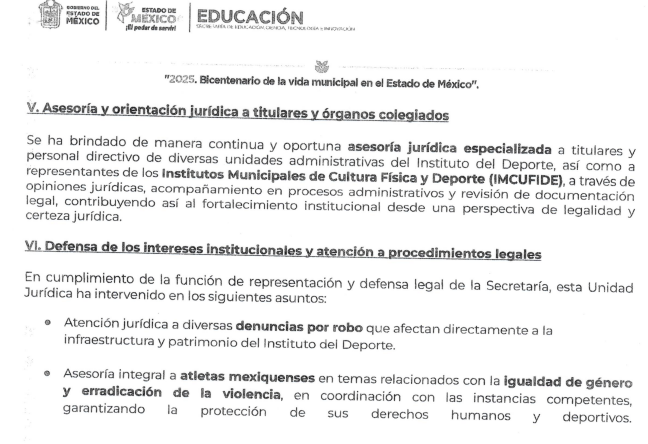 GOBIERNO DEL
ESTADO DE
MÉXICO
ESTADO DE
MÉXICO
¡El poder de servir!
EDUCACIÓN
SECRETARÍA DE EDUCACIÓN, CIENCIA, TECNOLOGÍA E INNOVACIÓN
"2025. Bicentenario de la vida municipal en el Estado de México".
V. Asesoría y orientación jurídica a titulares y órganos colegiados
Se ha brindado de manera continua y oportuna asesoría jurídica especializada a titulares y
personal directivo de diversas unidades administrativas del Instituto del Deporte, así como a
representantes de los Institutos Municipales de Cultura Física y Deporte (IMCUFIDE), a través de
opiniones jurídicas, acompañamiento en procesos administrativos y revisión de documentación
legal, contribuyendo así al fortalecimiento institucional desde una perspectiva de legalidad y
certeza jurídica.
VI. Defensa de los intereses institucionales y atención a procedimientos legales
En cumplimiento de la función de representación y defensa legal de la Secretaría, esta Unidad
Jurídica ha intervenido en los siguientes asuntos:
• Atención jurídica a diversas denuncias por robo que afectan directamente a la
infraestructura y patrimonio del Instituto del Deporte.
• Asesoría integral a atletas mexiquenses en temas relacionados con la igualdad de género
y erradicación de la violencia, en coordinación con las instancias competentes,
garantizando la protección de sus derechos humanos y deportivos.